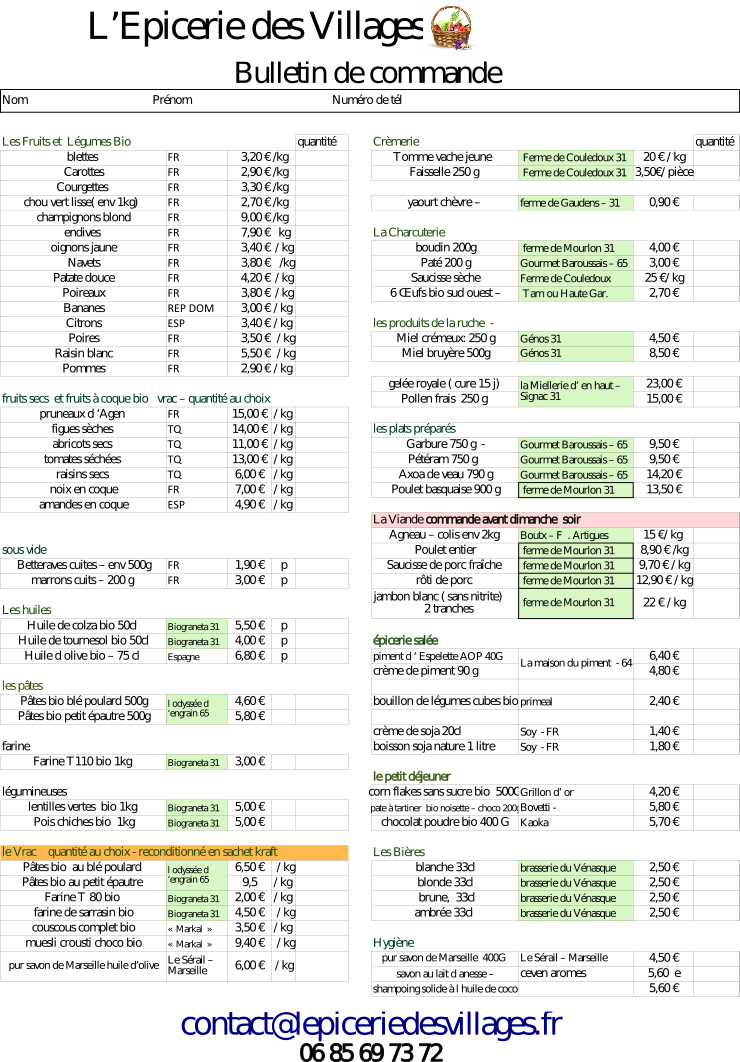 L'Epicerie des Villages
Bulletin de commande
Nom Prénom Numéro de tél
Les Fruits et Légumes Bio quantité
blettes FR 3,20 € /kg
Carottes FR 2,90 € /kg
Courgettes FR 3,30 € /kg
chou vert lisse( env 1kg) FR 2,70 € /kg
champignons blond FR 9,00 € /kg
endives FR 7,90 € kg
oignons jaune FR 3,40 € / kg
Navets FR 3,80 € /kg
Patate douce FR 4,20 € / kg
Poireaux FR 3,80 € / kg
Bananes REP DOM 3,00 € / kg
Citrons ESP 3,40 € / kg
Poires FR 3,50 € / kg
Raisin blanc FR 5,50 € / kg
Pommes FR 2,90 € / kg
fruits secs et fruits à coque bio vrac – quantité au choix
pruneaux d 'Agen FR 15,00 € / kg
figues sèches TQ 14,00 € / kg
abricots secs TQ 11,00 € / kg
tomates séchées TQ 13,00 € / kg
raisins secs TQ 6,00 € / kg
noix en coque FR 7,00 € / kg
amandes en coque ESP 4,90 € / kg
sous vide
Betteraves cuites – env 500g FR 1,90 € p
marrons cuits – 200 g FR 3,00 € p
Les huiles
Huile de colza bio 50cl Biograneta 31 5,50 € p
Huile de tournesol bio 50cl Biograneta 31 4,00 € p
Huile d olive bio – 75 cl Espagne 6,80 € p
les pâtes
Pâtes bio blé poulard 500g l odyssée d 4,60 €
Pâtes bio petit épautre 500g 'engrain 65 5,80 €
farine
Farine T110 bio 1kg Biograneta 31 3,00 €
légumineuses
lentilles vertes bio 1kg Biograneta 31 5,00 €
Pois chiches bio 1kg Biograneta 31 5,00 €
le Vrac quantité au choix - reconditionné en sachet kraft
Pâtes bio au blé poulard l odyssée d 6,50 € / kg
Pâtes bio au petit épautre 'engrain 65 9,5 / kg
Farine T 80 bio Biograneta 31 2,00 € / kg
farine de sarrasin bio Biograneta 31 4,50 € / kg
couscous complet bio « Markal » 3,50 € / kg
muesli crousti choco bio « Markal » 9,40 € / kg
pur savon de Marseille huile d'olive Le Sérail – Marseille 6,00 € / kg
Crèmerie quantité
Tomme vache jeune Ferme de Couledoux 31 20 € / kg
Faisselle 250 g Ferme de Couledoux 31 3,50€/ pièce
yaourt chèvre – ferme de Gaudens – 31 0,90 €
La Charcuterie
boudin 200g ferme de Mourlon 31 4,00 €
Paté 200 g Gourmet Baroussais – 65 3,00 €
Saucisse sèche Ferme de Couledoux 25 €/ kg
6 Œufs bio sud ouest – Tarn ou Haute Gar. 2,70 €
les produits de la ruche -
Miel crémeux: 250 g Génos 31 4,50 €
Miel bruyère 500g Génos 31 8,50 €
gelée royale ( cure 15 j) la Miellerie d' en haut – 23,00 €
Pollen frais 250 g Signac 31 15,00 €
les plats préparés
Garbure 750 g - Gourmet Baroussais – 65 9,50 €
Pétéram 750 g Gourmet Baroussais – 65 9,50 €
Axoa de veau 790 g Gourmet Baroussais – 65 14,20 €
Poulet basquaise 900 g ferme de Mourlon 31 13,50 €
La Viande commande avant dimanche soir
Agneau – colis env 2kg Boutx – F . Artigues 15 €/ kg
Poulet entier ferme de Mourlon 31 8,90 € /kg
Saucisse de porc fraîche ferme de Mourlon 31 9,70 € / kg
rôti de porc ferme de Mourlon 31 12,90 € / kg
jambon blanc ( sans nitrite) 2 tranches ferme de Mourlon 31 22 € / kg
épicerie salée
piment d ' Espelette AOP 40G La maison du piment - 64 6,40 €
crème de piment 90 g 4,80 €
bouillon de légumes cubes bio primeal 2,40 €
crème de soja 20cl Soy - FR 1,40 €
boisson soja nature 1 litre Soy - FR 1,80 €
le petit déjeuner
corn flakes sans sucre bio 500G Grillon d' or 4,20 €
pate à tartiner bio noisette – choco 200g Bovetti - 5,80 €
chocolat poudre bio 400 G Kaoka 5,70 €
Les Bières
blanche 33cl brasserie du Vénasque 2,50 €
blonde 33cl brasserie du Vénasque 2,50 €
brune, 33cl brasserie du Vénasque 2,50 €
ambrée 33cl brasserie du Vénasque 2,50 €
Hygiène
pur savon de Marseille 400G Le Sérail – Marseille 4,50 €
savon au lait d anesse – ceven aromes 5,60 e
shampoing solide à l huile de coco 5,60 €
contact@lepiceriedesvillages.fr
06 85 69 73 72